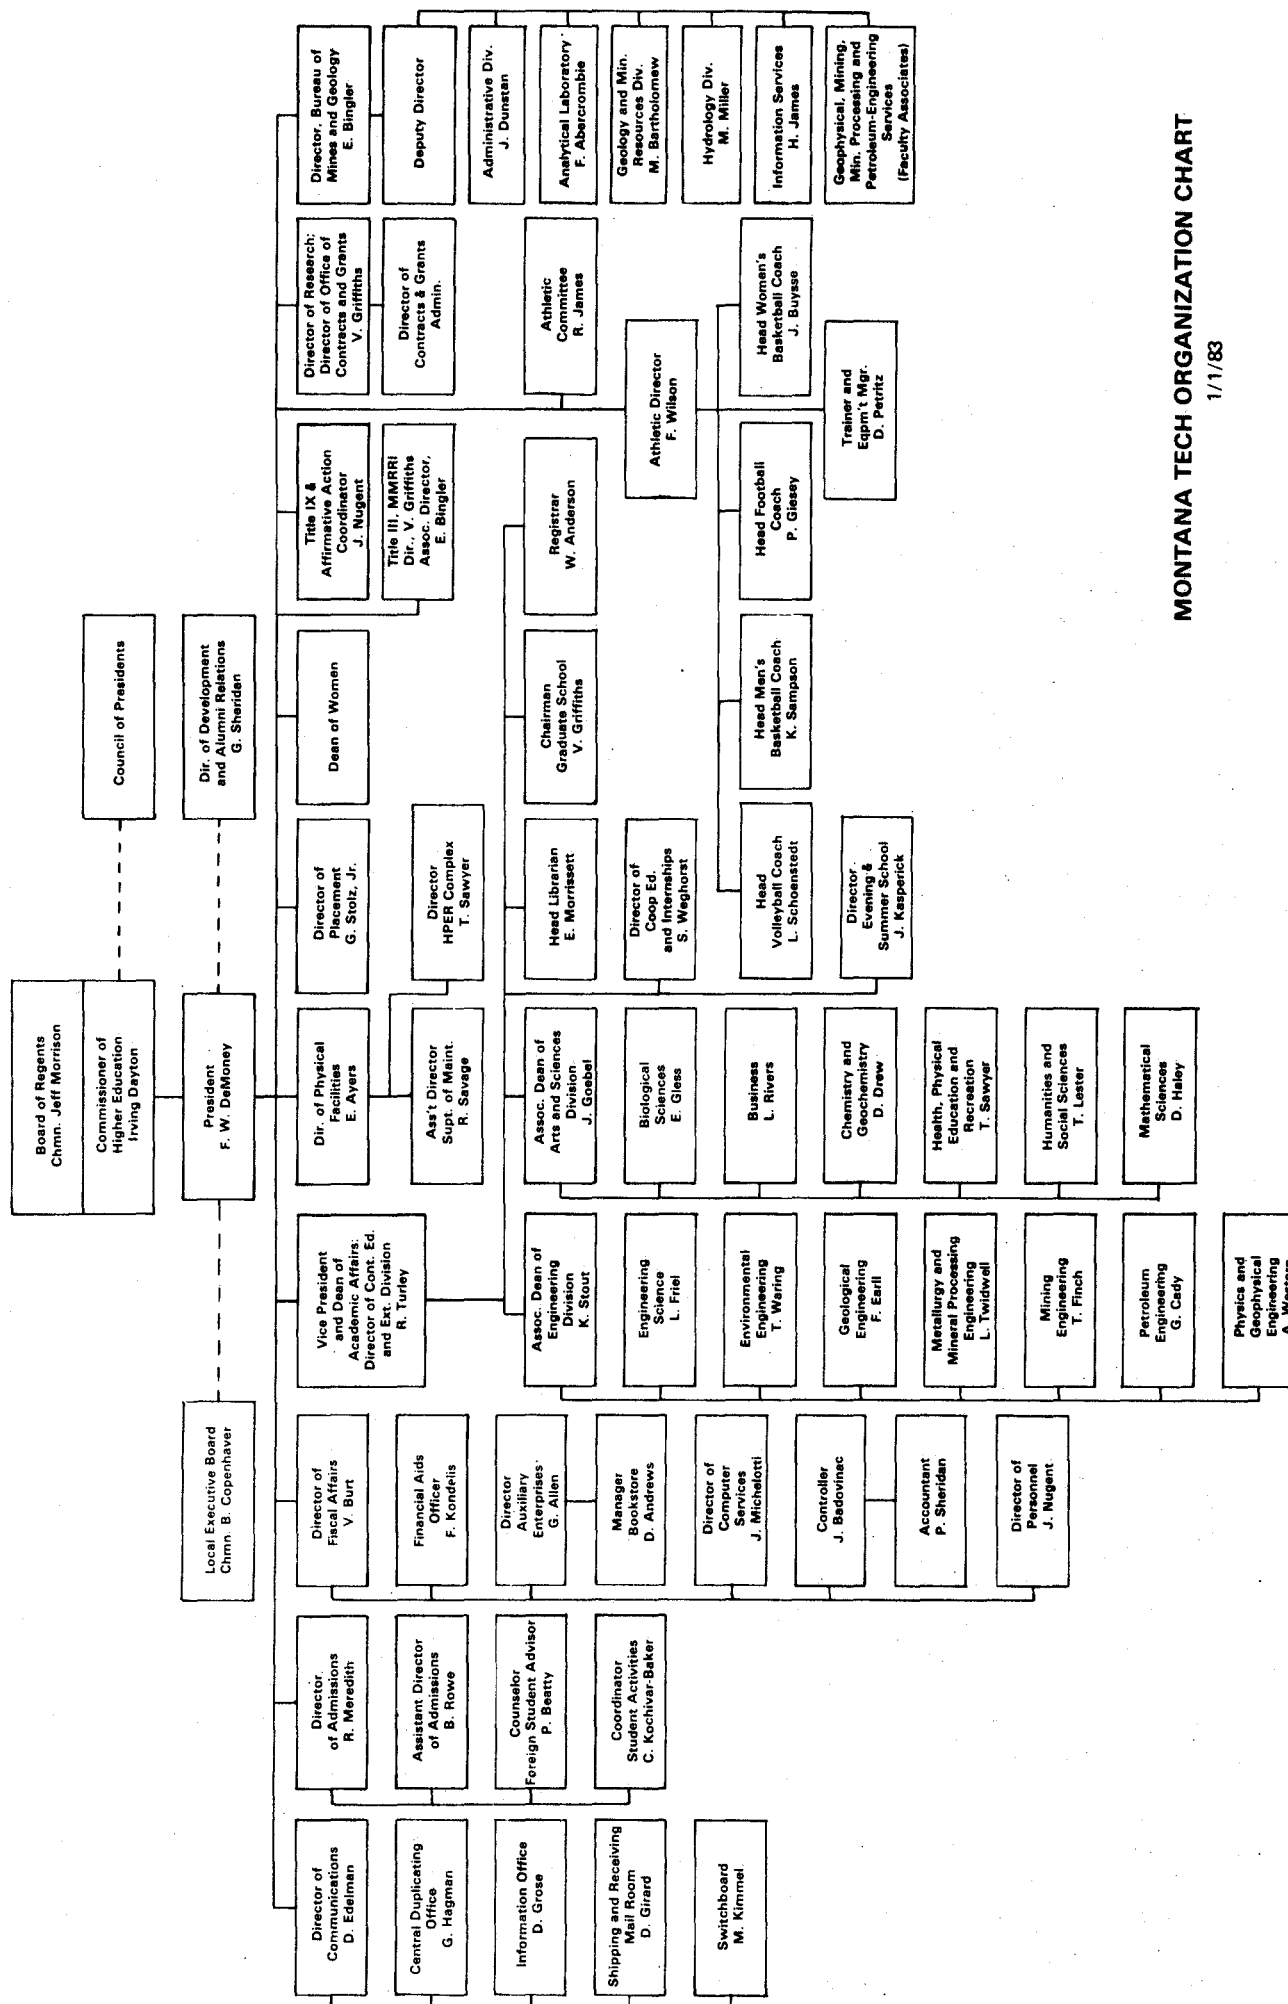 Board of Regents
Chmn. Jeff Morrison
Commissioner of
Higher Education
Irving Dayton
Council of Presidents
Local Executive Board
Chmn. B. Copenhaver
President
F. W. DeMoney
Dir. of Development
and Alumni Relations
G. Sheridan
Director of
Communications
D. Edelman
Central Duplicating
Office
G. Hagman
Information Office
D. Grose
Shipping and Receiving
Mail Room
D. Girard
Switchboard
M. Kimmel
Director
of Admissions
R. Meredith
Assistant Director
of Admissions
B. Rowe
Counselor
Foreign Student Advisor
P. Beatty
Coordinator
Student Activities
C. Kochivar-Baker
Director of
Fiscal Affairs
V. Burt
Financial Aids
Officer
F. Kondelis
Director
Auxiliary
Enterprises
G. Allen
Manager
Bookstore
D. Andrews
Director of
Computer
Services
J. Michelotti
Controller
J. Badovinac
Accountant
P. Sheridan
Director of
Personel
J. Nugent
Vice President
and Dean of
Academic Affairs:
Director of Cont. Ed.
and Ext. Division
R. Turley
Assoc. Dean of
Engineering
Division
K. Stout
Engineering
Science
L. Friel
Environmental
Engineering
T. Waring
Geological
Engineering
F. Earll
Metallurgy and
Mineral Processing
Engineering
L. Twidwell
Mining
Engineering
T. Finch
Petroleum
Engineering
G. Cady
Physics and
Geophysical
Engineering
Dir. of Physical
Facilities
E. Ayers
Ass't Director
Supt. of Maint.
R. Savage
Director
HPER Complex
T. Sawyer
Assoc. Dean of
Arts and Sciences
Division
J. Goebel
Biological
Sciences
E. Gless
Business
L. Rivers
Chemistry and
Geochemistry
D. Drew
Health, Physical
Education and
Recreation
T. Sawyer
Humanities and
Social Sciences
T. Lester
Mathematical
Sciences
D. Haley
Director of
Placement
G. Stolz, Jr.
Head Librarian
E. Morrissett
Director of
Coop Ed.
and Internships
S. Weghorst
Director
Evening &
Summer School
J. Kasperick
Dean of Women
Chairman
Graduate School
V. Griffiths
Title IX &
Affirmative Action
Coordinator
J. Nugent
Title III, MMRRI
Dir., V. Griffiths
Assoc. Director,
E. Bingler
Registrar
W. Anderson
Director of Research:
Director of Office of
Contracts and Grants
V. Griffiths
Director of
Contracts & Grants
Admin.
Athletic
Committee
R. James
Athletic Director
F. Wilson
Head
Volleyball Coach
L. Schoenstedt
Head Men's
Basketball Coach
K. Sampson
Head Football
Coach
P. Giesey
Head Women's
Basketball Coach
J. Buysse
Trainer and
Eqpm't Mgr.
D. Petritz
Director, Bureau of
Mines and Geology
E. Bingler
Deputy Director
Administrative Div.
J. Dunstan
Analytical Laboratory
F. Abercrombie
Geology and Min.
Resources Div.
M. Bartholomew
Hydrology Div.
M. Miller
Information Services
H. James
Geophysical, Mining,
Min. Processing and
Petroleum-Engineering
Services
(Faculty Associates)
MONTANA TECH ORGANIZATION CHART
1/1/83